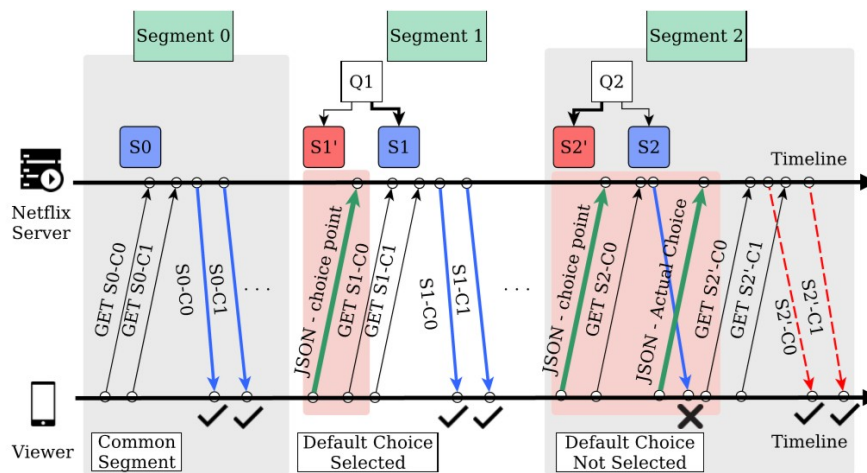 Segment 0
Segment 1
Segment 2
Q1
Q2
S0
S1'
S1
S2'
S2
Timeline
Netflix
Server
GET S0-C0
GET S0-C1
S0-C0
S0-C1
. . .
JSON - choice point
GET S1-C0
GET S1-C1
S1-C0
S1-C1
. . .
JSON - choice point
GET S2-C0
JSON - Actual Choice
GET S2'-C0
GET S2'-C1
S2'-C0
S2'-C1
Viewer
Common
Segment
Default Choice
Selected
Default Choice
Not Selected
Timeline